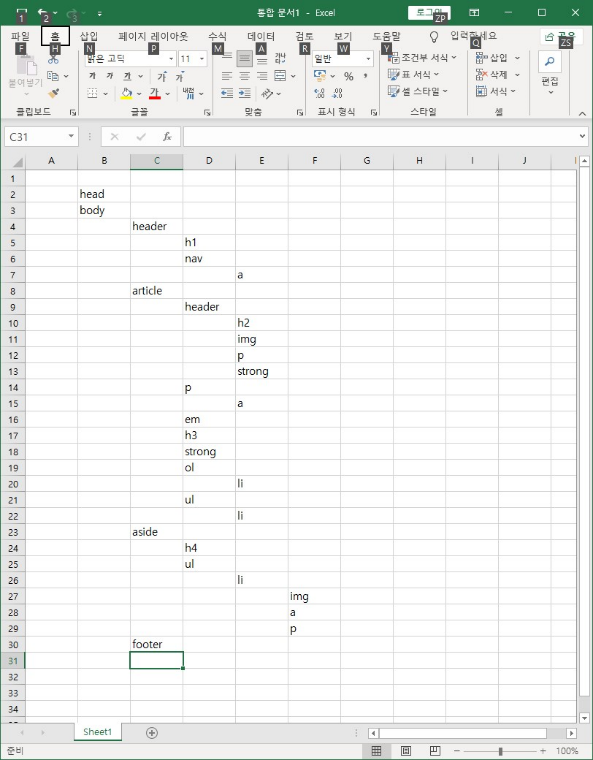 통합 문서1 - Excel
로그인
1 2 3 ZP
파일 홈 삽입 페이지 레이아웃 수식 데이터 검토 보기 도움말 입력하세요 공유
F H N P M A R W Y Q ZS
맑은 고딕 11 가 가 일반 조건부 서식 삽입
붙여넣기 가 가 가 가 가 % 표 서식 삭제 편집
내천 셀 스타일 서식
클립보드 글꼴 맞춤 표시 형식 스타일 셀
C31 fx
A B C D E F G H I J
1
2 head
3 body
4 header
5 h1
6 nav
7 a
8 article
9 header
10 h2
11 img
12 p
13 strong
14 p
15 a
16 em
17 h3
18 strong
19 ol
20 li
21 ul
22 li
23 aside
24 h4
25 ul
26 li
27 img
28 a
29 p
30 footer
31
32
33
34
Sheet1
준비 100%